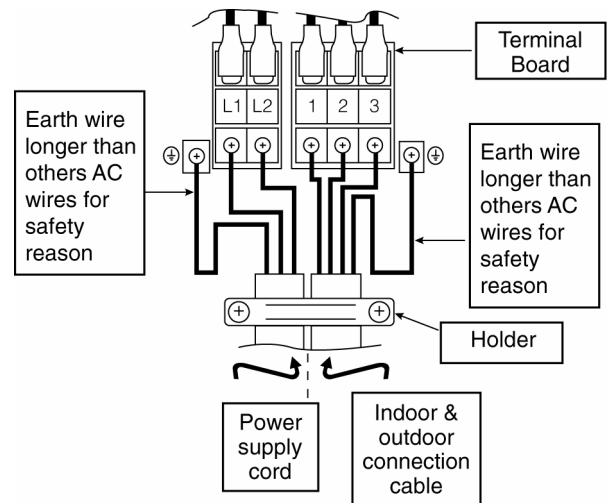 Terminal
Board
L1 L2 1 2 3
Earth wire
longer than
others AC
wires for
safety
reason
Earth wire
longer than
others AC
wires for
safety
reason
Holder
Power
supply
cord
Indoor &
outdoor
connection
cable